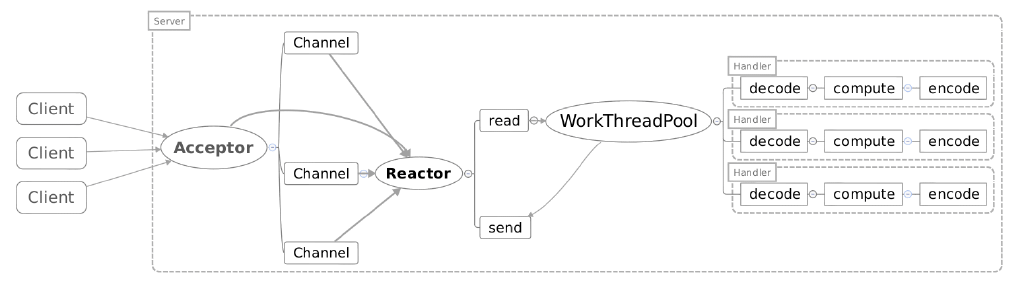 Server
Channel
Client
Client
Client
Acceptor
Channel
Channel
Reactor
read
send
WorkThreadPool
Handler
decode compute encode
Handler
decode compute encode
Handler
decode compute encode